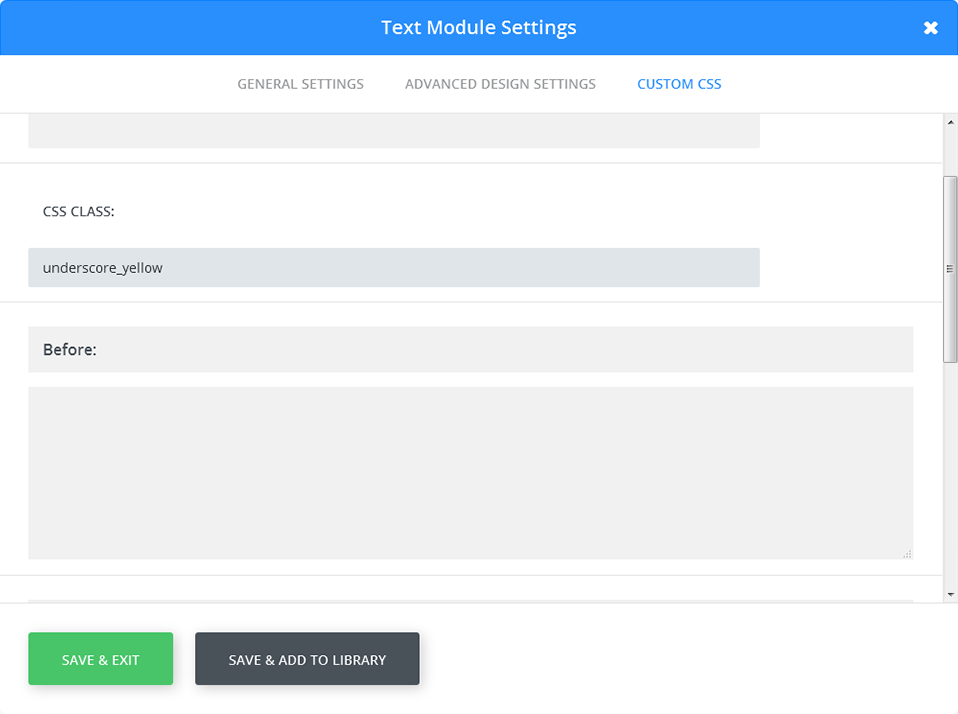 Text Module Settings
GENERAL SETTINGS ADVANCED DESIGN SETTINGS CUSTOM CSS
CSS CLASS:
underscore_yellow
Before:
SAVE & EXIT SAVE & ADD TO LIBRARY